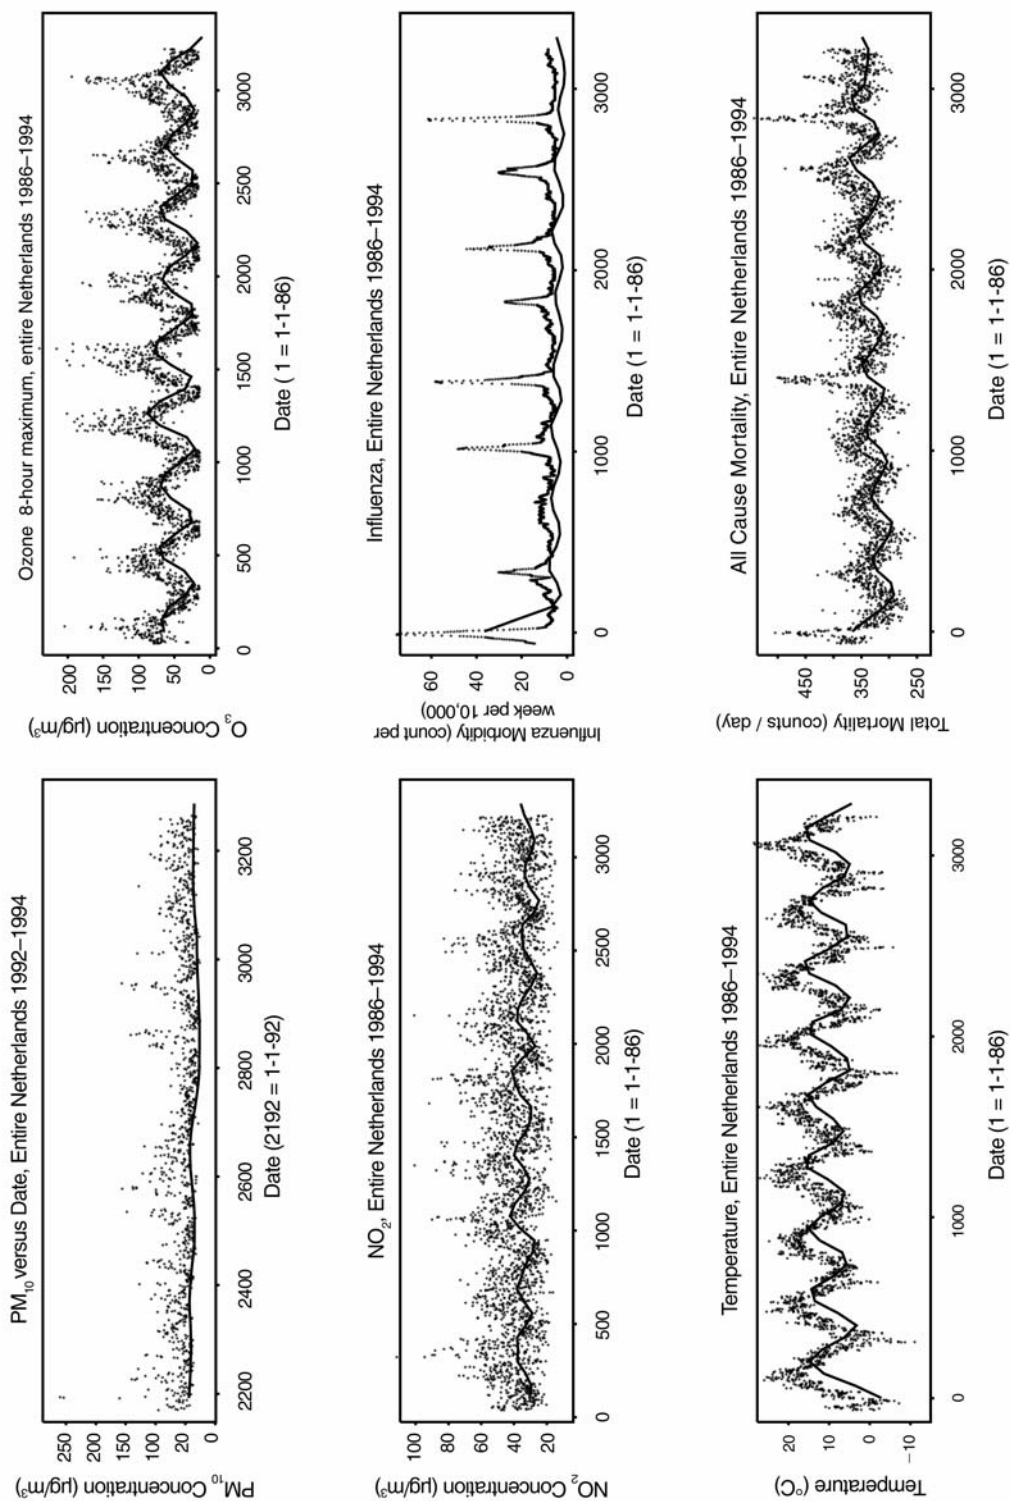 PM₁₀ versus Date, Entire Netherlands 1992–1994
PM₁₀ Concentration (µg/m³)
250
200
150
100
20
0
2200 2400 2600 2800 3000 3200
Date (2192 = 1-1-92)
Ozone 8-hour maximum, entire Netherlands 1986–1994
O₃ Concentration (µg/m³)
200
150
100
50
0
0 500 1000 1500 2000 2500 3000
Date ( 1 = 1-1-86)
NO₂, Entire Netherlands 1986–1994
NO₂ Concentration (µg/m³)
100
80
60
40
20
0 500 1000 1500 2000 2500 3000
Date (1 = 1-1-86)
Influenza, Entire Netherlands 1986–1994
Influenza Morbidity (count per
week per 10,000)
60
40
20
0
0 1000 2000 3000
Date (1 = 1-1-86)
Temperature, Entire Netherlands 1986–1994
Temperature (°C)
20
10
0
−10
0 1000 2000 3000
Date (1 = 1-1-86)
All Cause Mortality, Entire Netherlands 1986–1994
Total Mortality (counts / day)
450
350
250
0 1000 2000 3000
Date (1 = 1-1-86)